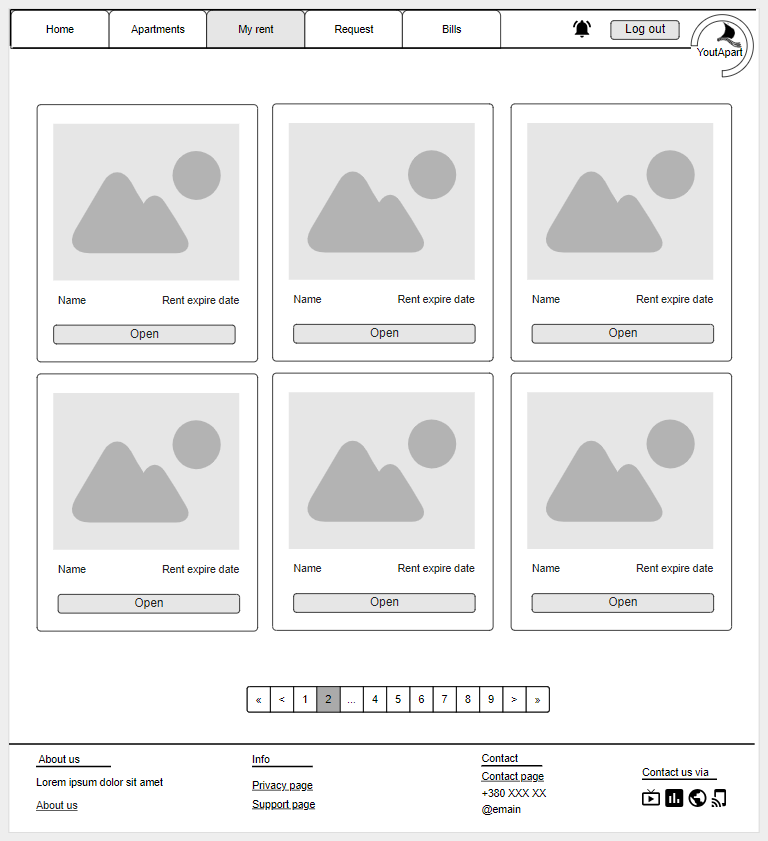 Home Apartments My rent Request Bills Log out
YoutApart
Name Rent expire date Name Rent expire date Name Rent expire date
Open Open Open
Name Rent expire date Name Rent expire date Name Rent expire date
Open Open Open
« < 1 2 ... 4 5 6 7 8 9 > »
About us
Lorem ipsum dolor sit amet
About us
Info
Privacy page
Support page
Contact
Contact page
+380 XXX XX
@emain
Contact us via